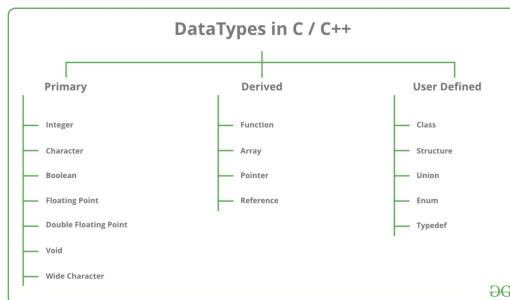 DataTypes in C / C++
Primary
Integer
Character
Boolean
Floating Point
Double Floating Point
Void
Wide Character
Derived
Function
Array
Pointer
Reference
User Defined
Class
Structure
Union
Enum
Typedef